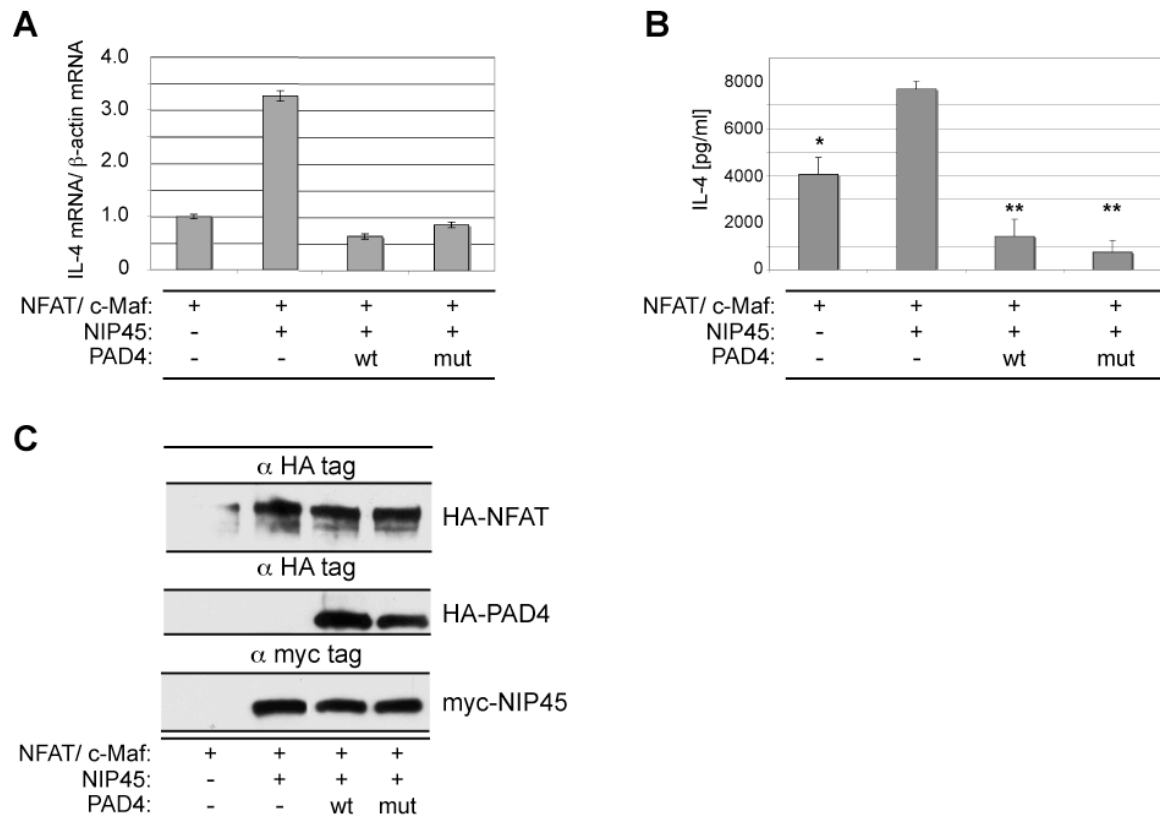 A
IL-4 mRNA/ β-actin mRNA
4.0
3.0
2.0
1.0
0
NFAT/ c-Maf: + + + +
NIP45: - + + +
PAD4: - - wt mut
B
IL-4 [pg/ml]
8000
6000
4000
2000
0
* ** **
NFAT/ c-Maf: + + + +
NIP45: - + + +
PAD4: - - wt mut
C
α HA tag
HA-NFAT
α HA tag
HA-PAD4
α myc tag
myc-NIP45
NFAT/ c-Maf: + + + +
NIP45: - + + +
PAD4: - - wt mut